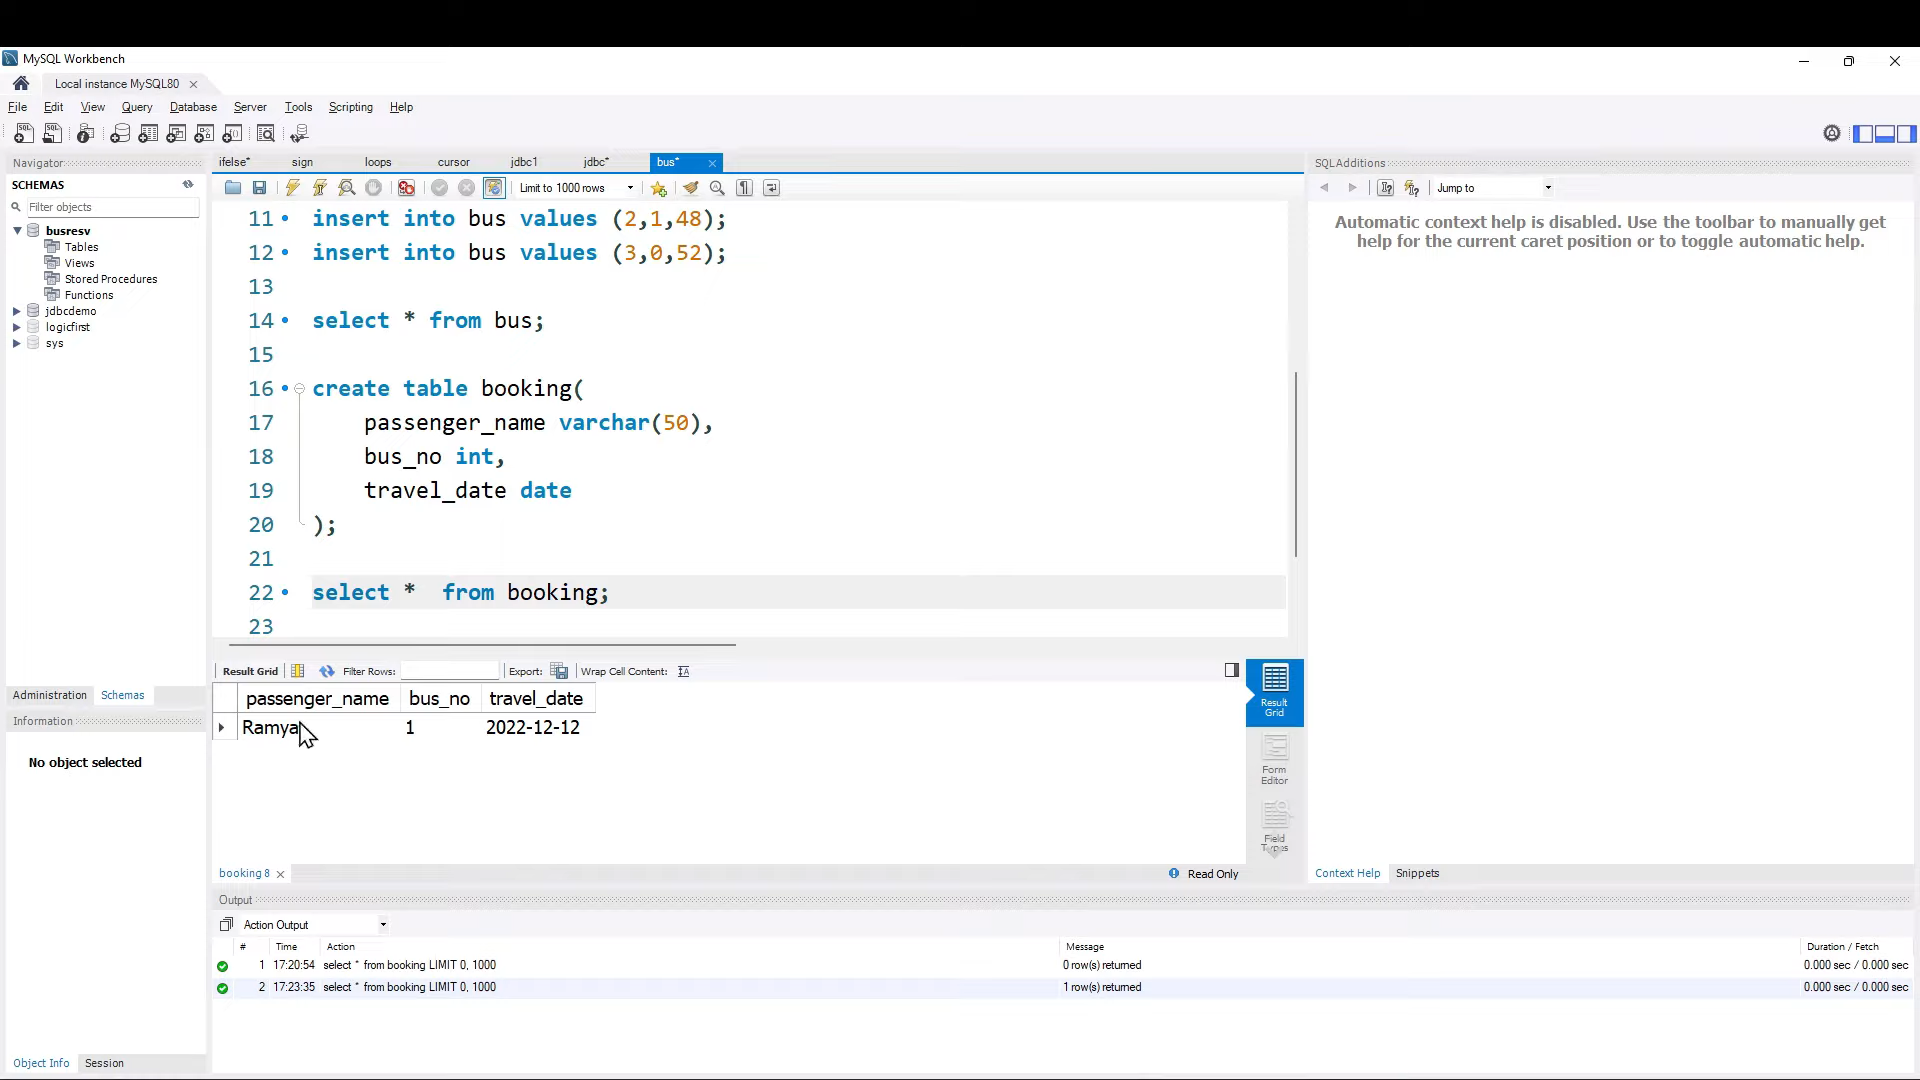 MySQL Workbench
Local instance MySQL80
File Edit View Query Database Server Tools Scripting Help
Navigator
SCHEMAS
Filter objects
busresv
Tables
Views
Stored Procedures
Functions
jdbcdemo
logicfirst
sys
Administration Schemas
Information
No object selected
Object Info Session
ifelse* sign loops cursor jdbc1 jdbc* bus*
Limit to 1000 rows
11 insert into bus values (2,1,48);
12 insert into bus values (3,0,52);
13
14 select * from bus;
15
16 create table booking(
17 passenger_name varchar(50),
18 bus_no int,
19 travel_date date
20 );
21
22 select *  from booking;
23
Result Grid Filter Rows: Export: Wrap Cell Content:
passenger_name bus_no travel_date
Ramya 1 2022-12-12
Result Grid
Form Editor
Field Types
booking 8 Read Only
Output
Action Output
# Time Action Message Duration / Fetch
1 17:20:54 select * from booking LIMIT 0, 1000 0 row(s) returned 0.000 sec / 0.000 sec
2 17:23:35 select * from booking LIMIT 0, 1000 1 row(s) returned 0.000 sec / 0.000 sec
SQLAdditions
Jump to
Automatic context help is disabled. Use the toolbar to manually get
help for the current caret position or to toggle automatic help.
Context Help Snippets